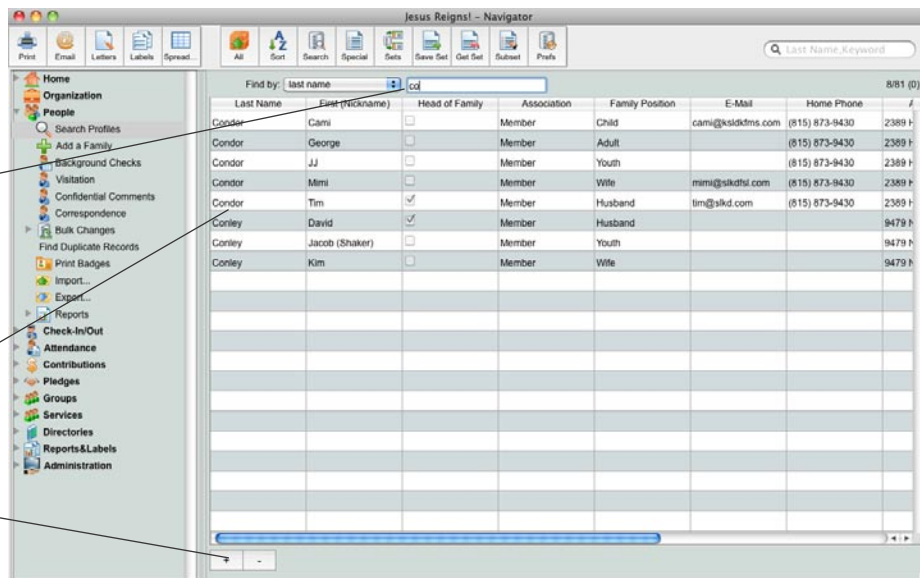 Jesus Reigns! - Navigator
Print Email Letters Labels Spread... All Sort Search Special Sets Save Set Get Set Subset Prefs Last Name,Keyword
Home
Organization
People
Search Profiles
Add a Family
Background Checks
Visitation
Confidential Comments
Correspondence
Bulk Changes
Find Duplicate Records
Print Badges
Import...
Export...
Reports
Check-In/Out
Attendance
Contributions
Pledges
Groups
Services
Directories
Reports&Labels
Administration
Find by: last name co 8/81 (0)
Last Name First (Nickname) Head of Family Association Family Position E-Mail Home Phone A
Condor Cami Member Child cami@ksldkfms.com (815) 873-9430 2389 H
Condor George Member Adult (815) 873-9430 2389 H
Condor JJ Member Youth (815) 873-9430 2389 H
Condor Mimi Member Wife mimi@slkdfsl.com (815) 873-9430 2389 H
Condor Tim Member Husband tim@slkd.com (815) 873-9430 2389 H
Conley David Member Husband 9479 N
Conley Jacob (Shaker) Member Youth 9479 N
Conley Kim Member Wife 9479 N
+ -